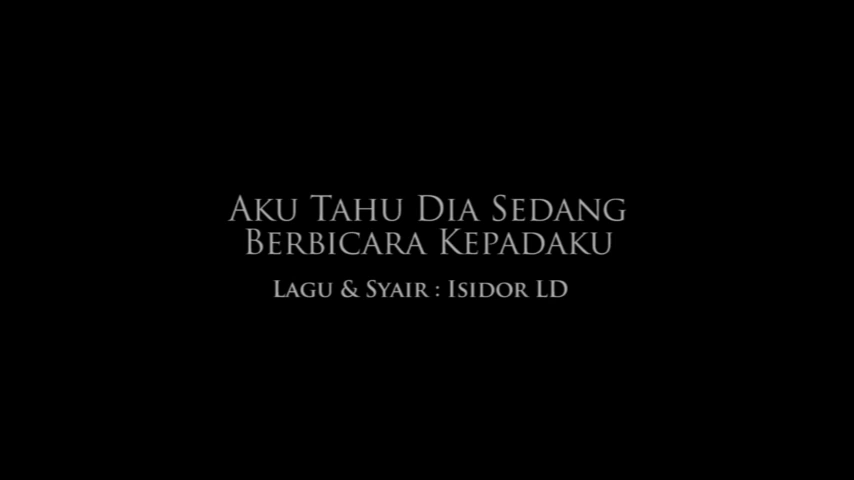 AKU TAHU DIA SEDANG
BERBICARA KEPADAKU
LAGU & SYAIR : ISIDOR LD